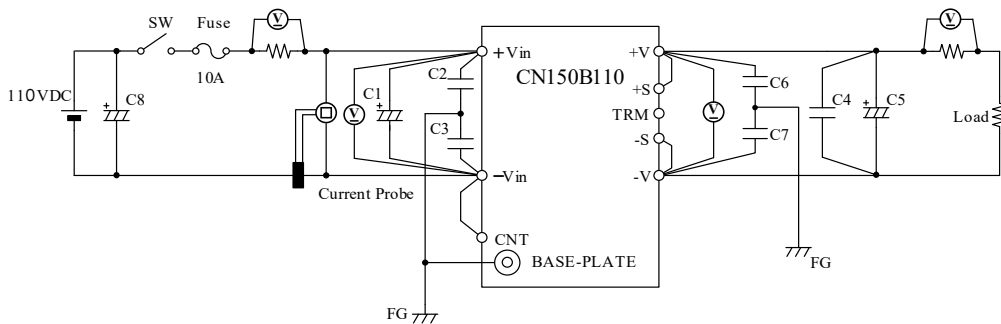 V
V
SW
Fuse
10A
110VDC
C8
+
V
C1
+
C2
C3
Current Probe
+Vin
CN150B110
+V
+S
TRM
-S
-V
−Vin
CNT
BASE-PLATE
FG
V
C6
C7
C4
C5
+
Load
FG